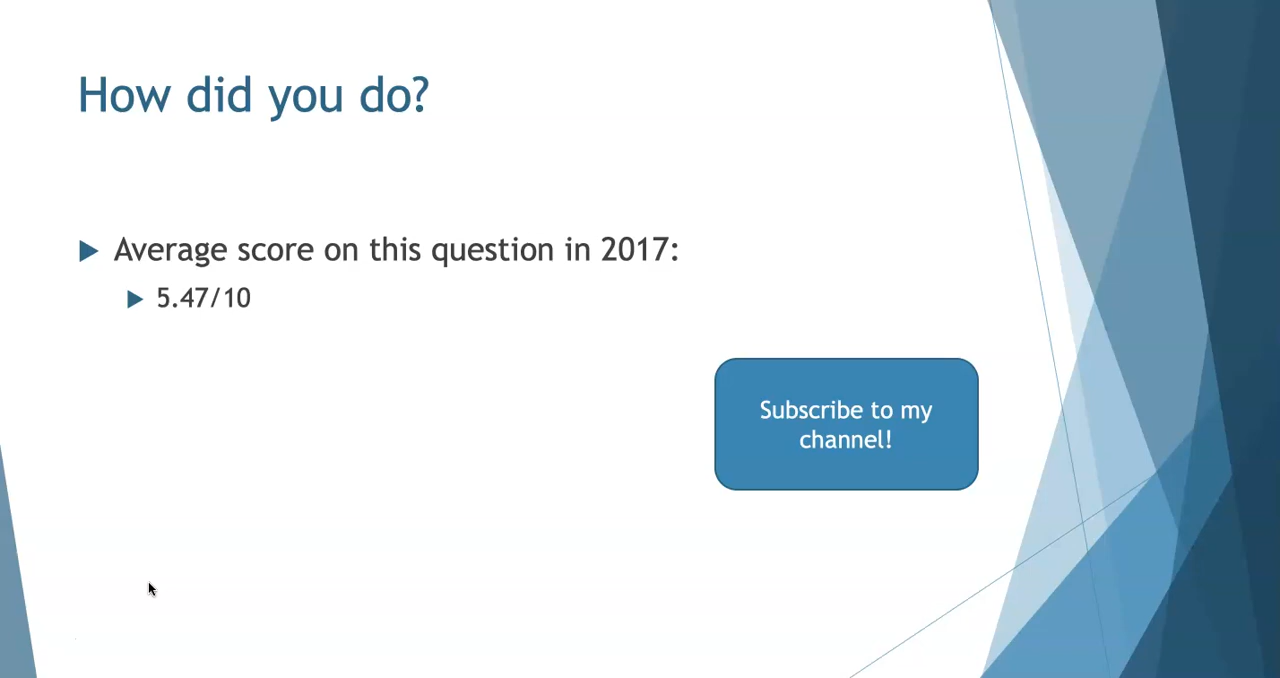 How did you do?
Average score on this question in 2017:
5.47/10
Subscribe to my
channel!